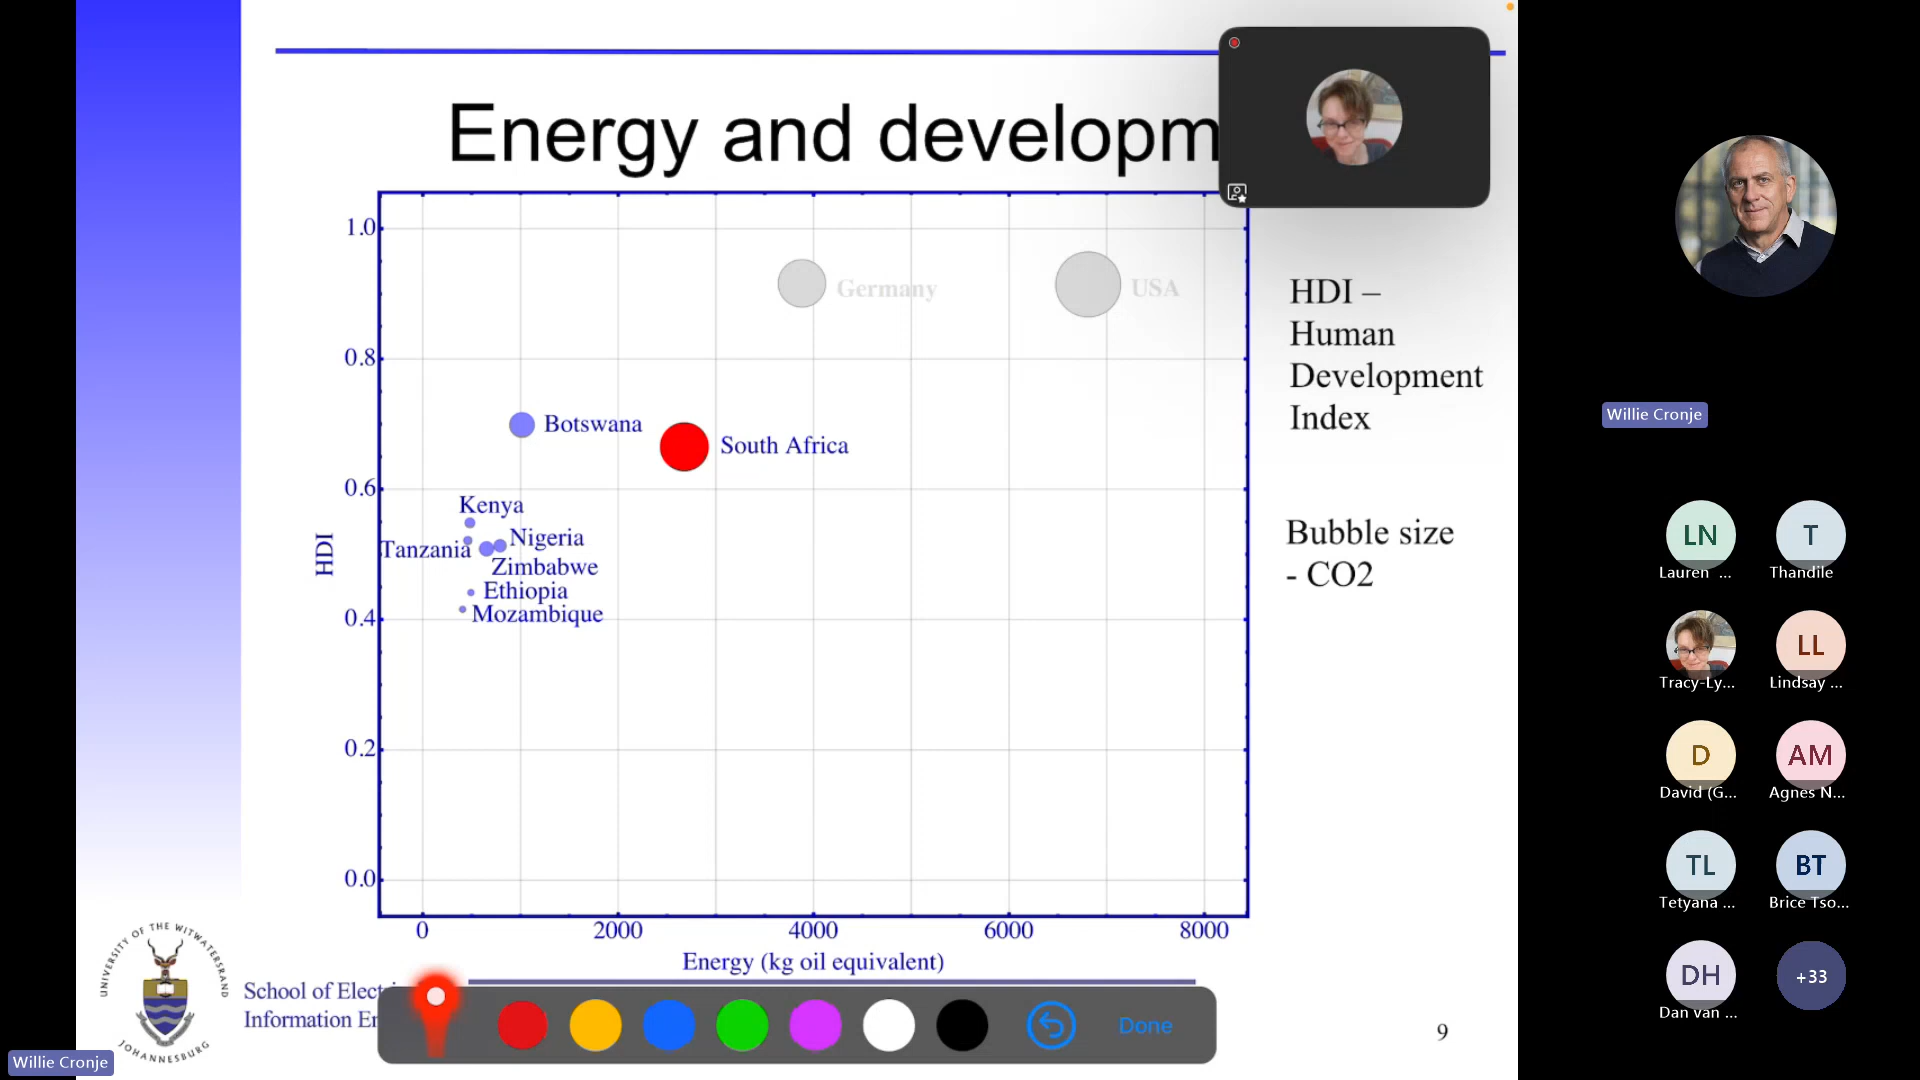 Energy and developm
1.0
0.8
0.6
0.4
0.2
0.0
HDI
Germany
USA
Botswana
South Africa
Kenya
Nigeria
Tanzania
Zimbabwe
Ethiopia
Mozambique
0
2000
4000
6000
8000
Energy (kg oil equivalent)
HDI –
Human
Development
Index
Bubble size
- CO2
UNIVERSITY OF THE WITWATERSRAND
JOHANNESBURG
School of Elect
Information En
Done
9
Willie Cronje
Willie Cronje
LN
Lauren ...
T
Thandile
Tracy-Ly...
LL
Lindsay ...
D
David (G...
AM
Agnes N...
TL
Tetyana ...
BT
Brice Tso...
DH
Dan van ...
+33